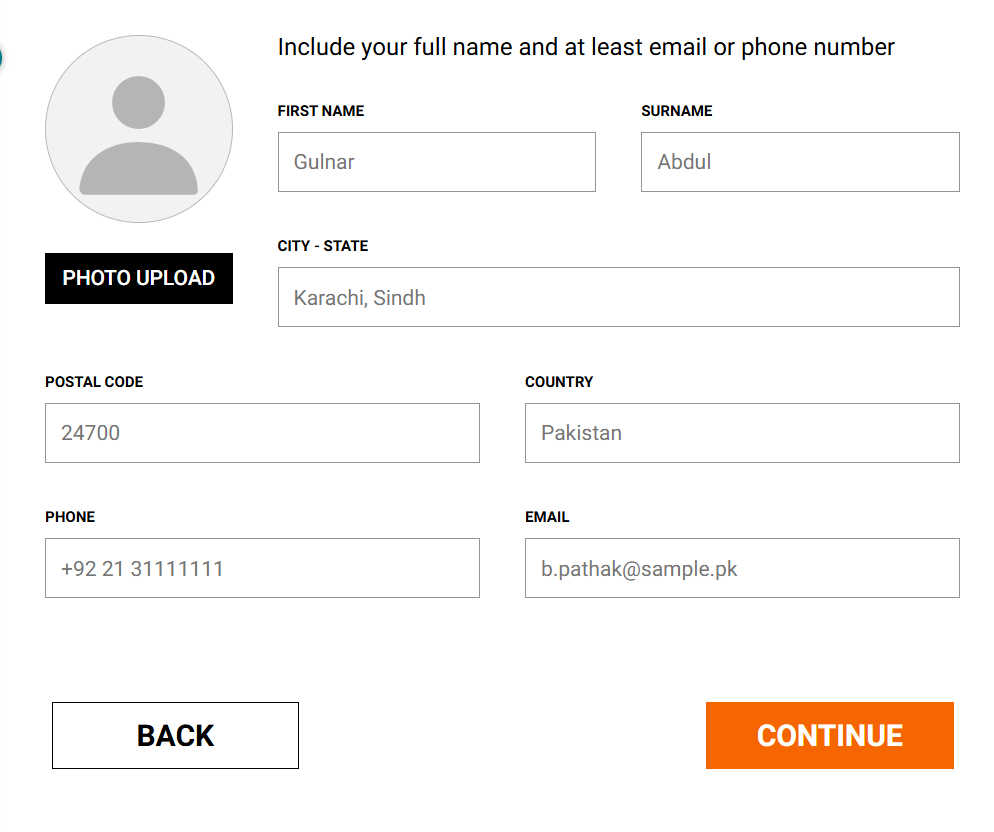 Include your full name and at least email or phone number
FIRST NAME
SURNAME
Gulnar
Abdul
PHOTO UPLOAD
CITY - STATE
Karachi, Sindh
POSTAL CODE
COUNTRY
24700
Pakistan
PHONE
EMAIL
+92 21 31111111
b.pathak@sample.pk
BACK
CONTINUE